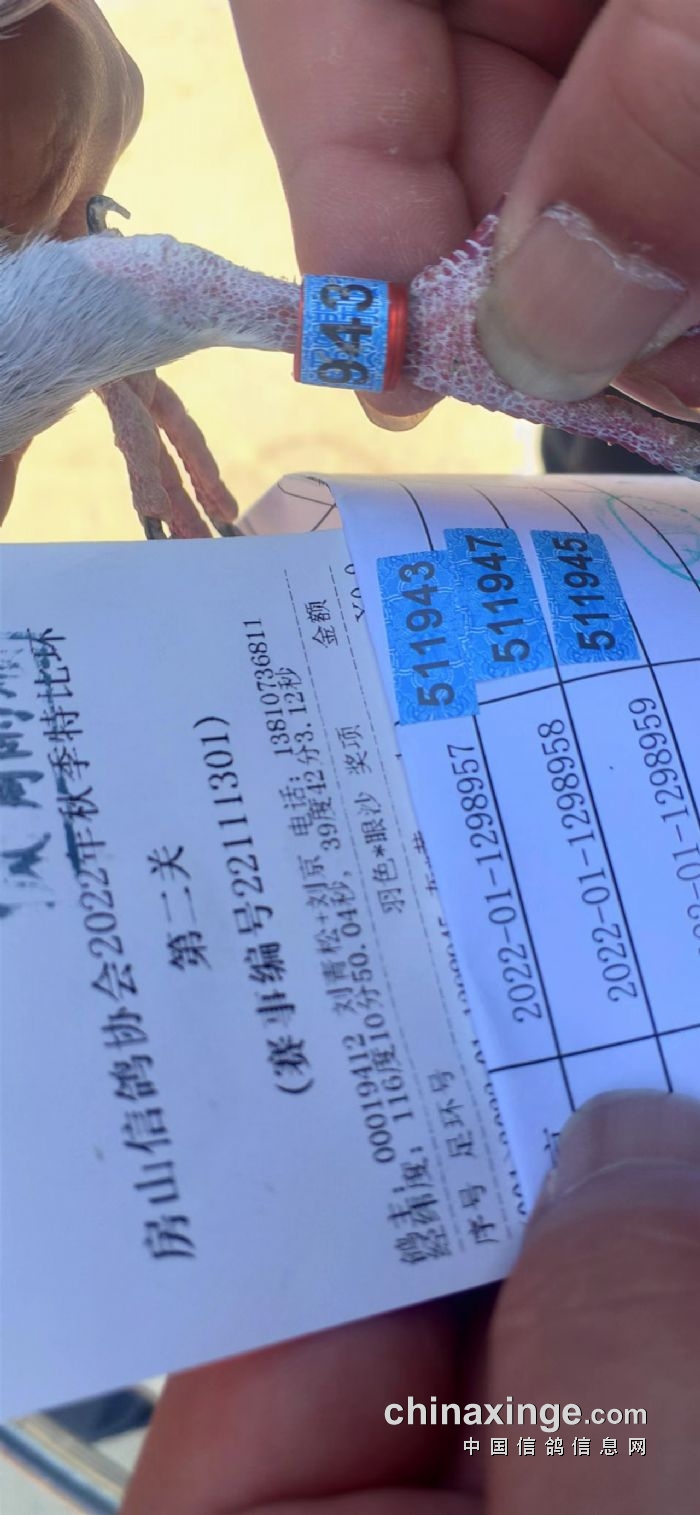 943
房山信鸽协会2022年秋季特比环
第二关
(赛事编号22111301)
鸽主: 00019412 刘青松+刘京 电话: 13810736811
经纬度: 116度10分50.04秒, 39度42分3.12秒
序号 足环号 羽色*眼沙 奖项 金额
2022-01-1298957 511943
2022-01-1298958 511947
-01-1298959 511945
chinaxinge.com
中国信鸽信息网